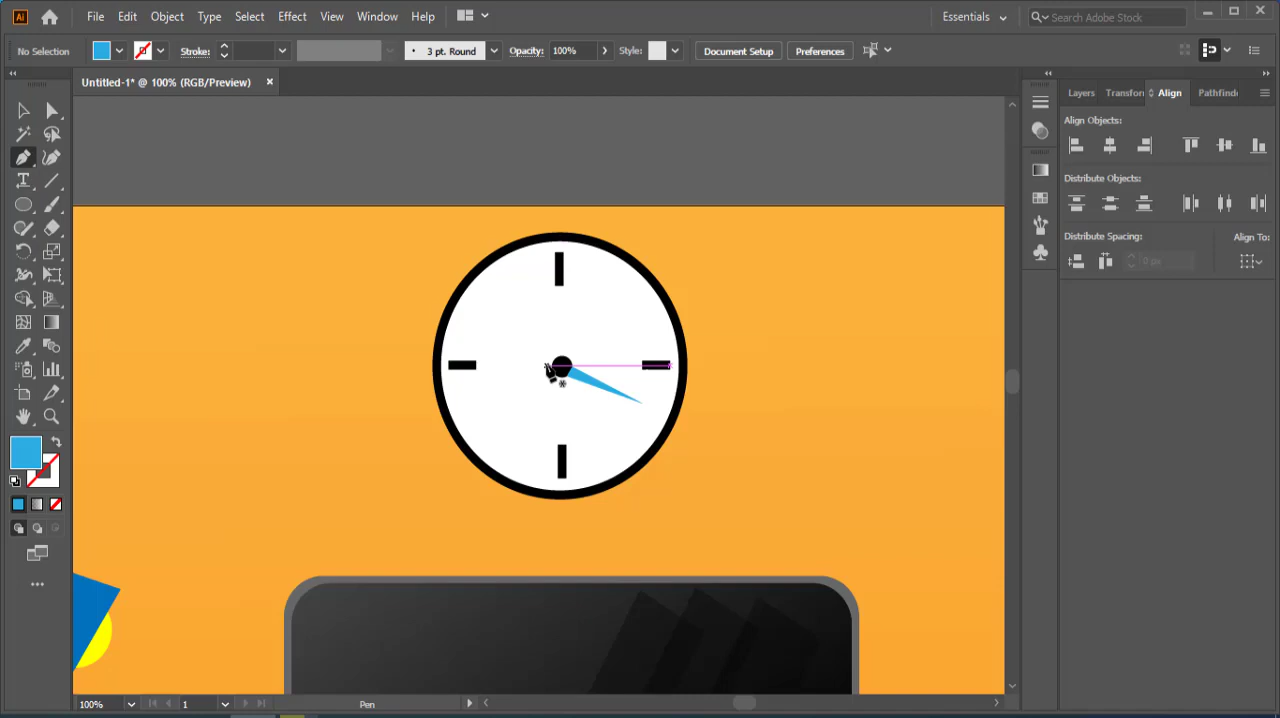 Ai File Edit Object Type Select Effect View Window Help Essentials Search Adobe Stock
No Selection Stroke: 3 pt. Round Opacity: 100% Style: Document Setup Preferences
Untitled-1* @ 100% (RGB/Preview)
Layers Transform Align Pathfinde
Align Objects:
Distribute Objects:
Distribute Spacing: Align To:
0 px
100% 1 Pen